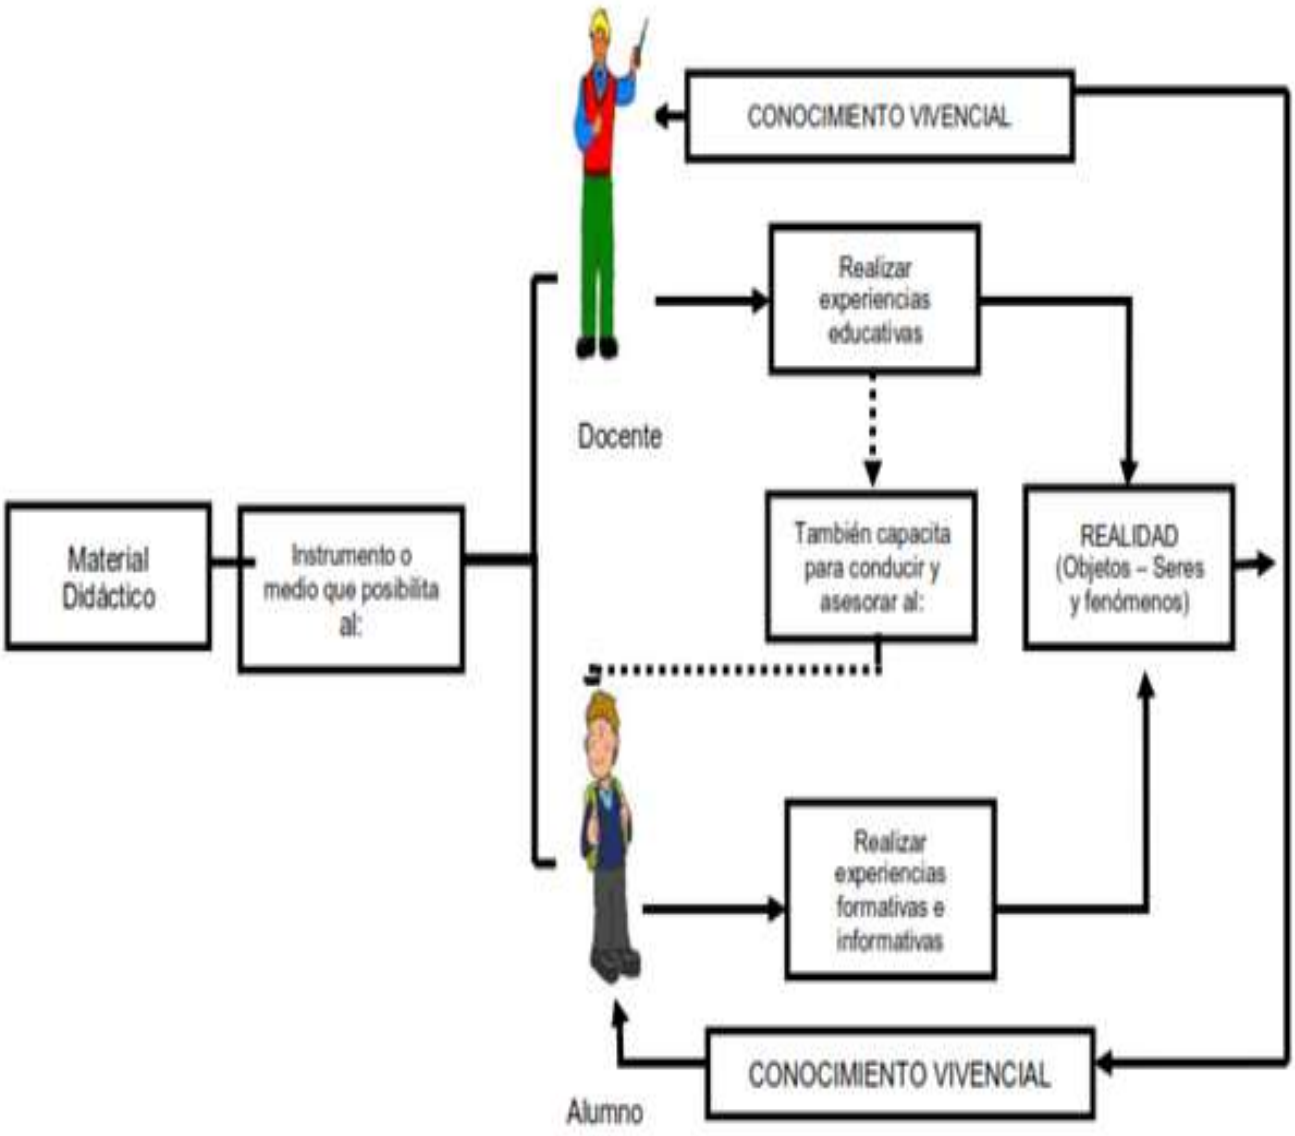 CONOCIMIENTO VIVENCIAL
Realizar
experiencias
educativas
Docente
Material
Didáctico
Instrumento o
medio que posibilita
al:
También capacita
para conducir y
asesorar al:
REALIDAD
(Objetos – Seres
y fenómenos)
Realizar
experiencias
formativas e
informativas
CONOCIMIENTO VIVENCIAL
Alumno